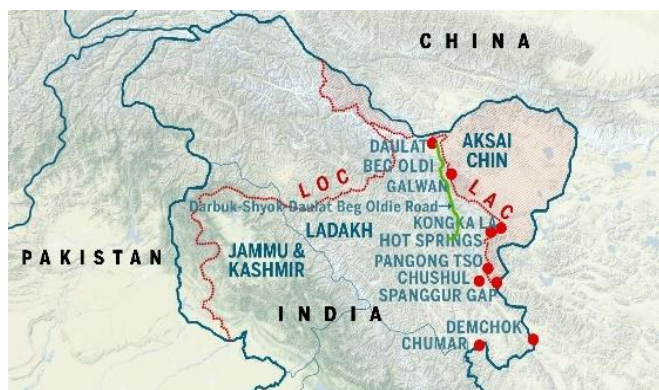 CHINA
DAULAT
BEG OLDI
AKSAI
CHIN
GALWAN
LOC
LAC
Darbuk-Shyok-Daulat Beg Oldie Road→
KONGKA LA
LADAKH
HOT SPRINGS
JAMMU &
KASHMIR
PAKISTAN
PANGONG TSO
CHUSHUL
SPANGGUR GAP
INDIA
DEMCHOK
CHUMAR